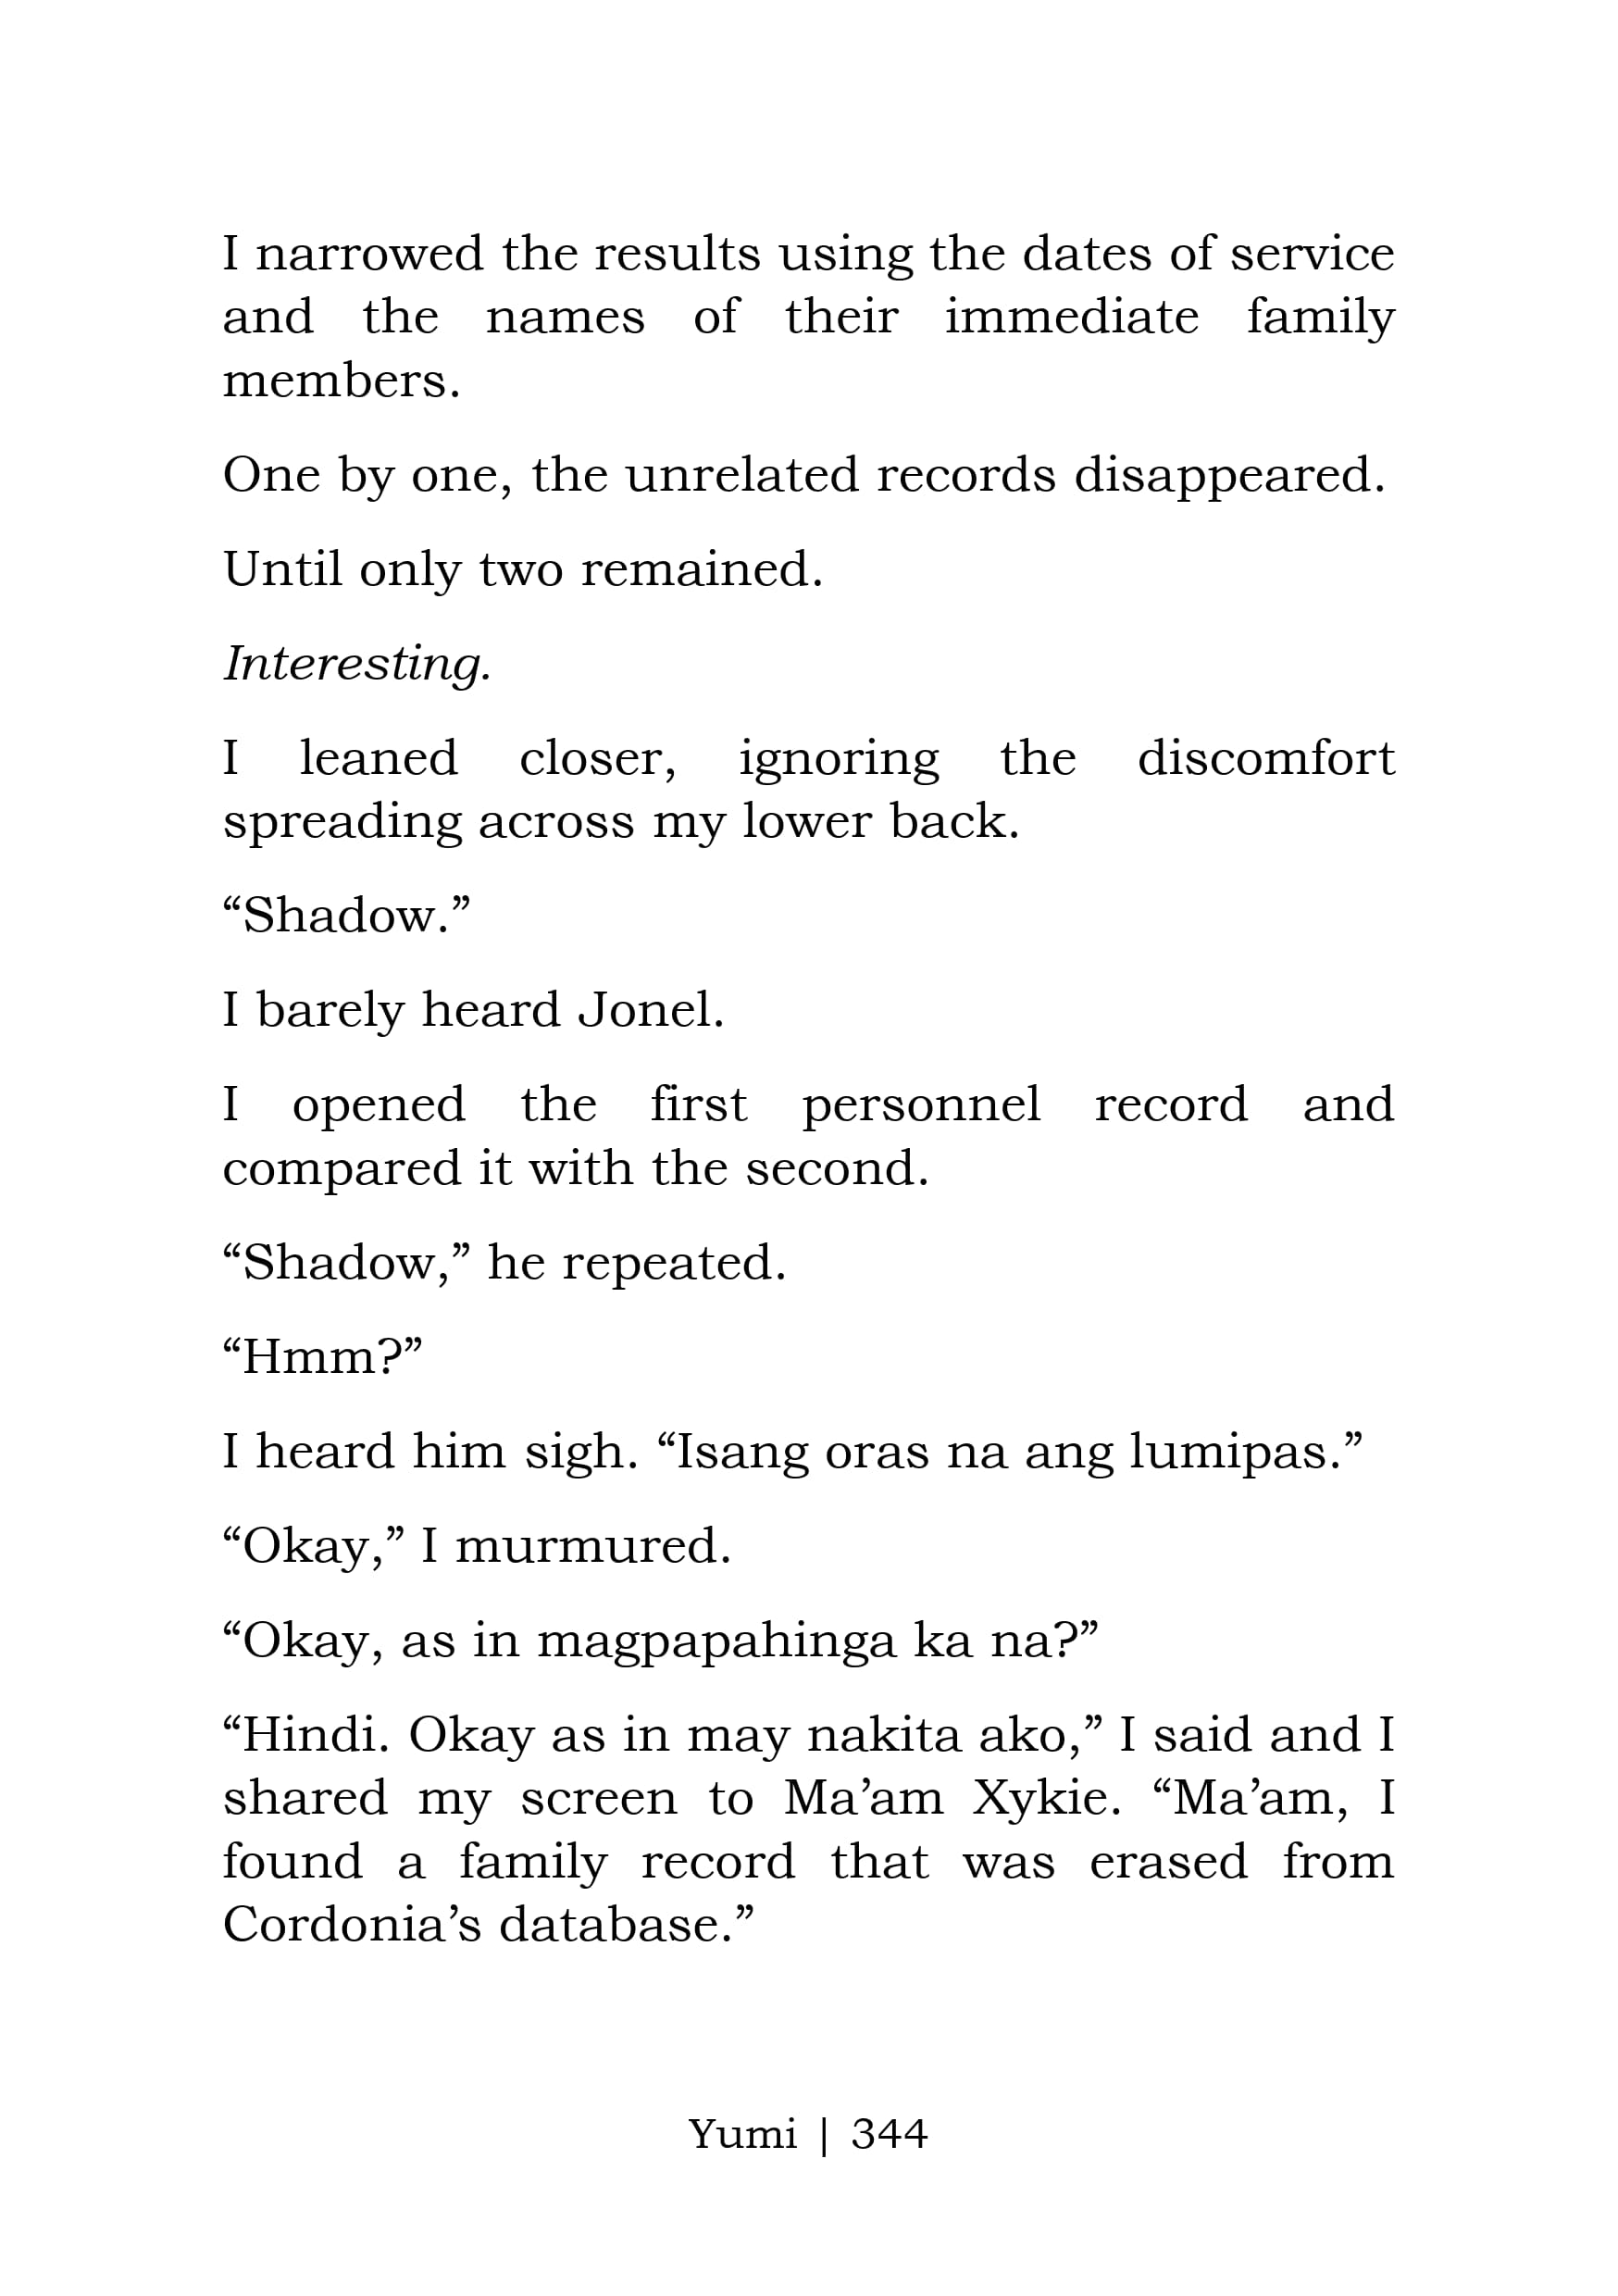 I narrowed the results using the dates of service
and the names of their immediate family
members.
One by one, the unrelated records disappeared.
Until only two remained.
Interesting.
I leaned closer, ignoring the discomfort
spreading across my lower back.
“Shadow.”
I barely heard Jonel.
I opened the first personnel record and
compared it with the second.
“Shadow,” he repeated.
“Hmm?”
I heard him sigh. “Isang oras na ang lumipas.”
“Okay,” I murmured.
“Okay, as in magpapahinga ka na?”
“Hindi. Okay as in may nakita ako,” I said and I
shared my screen to Ma’am Xykie. “Ma’am, I
found a family record that was erased from
Cordonia’s database.”
Yumi | 344